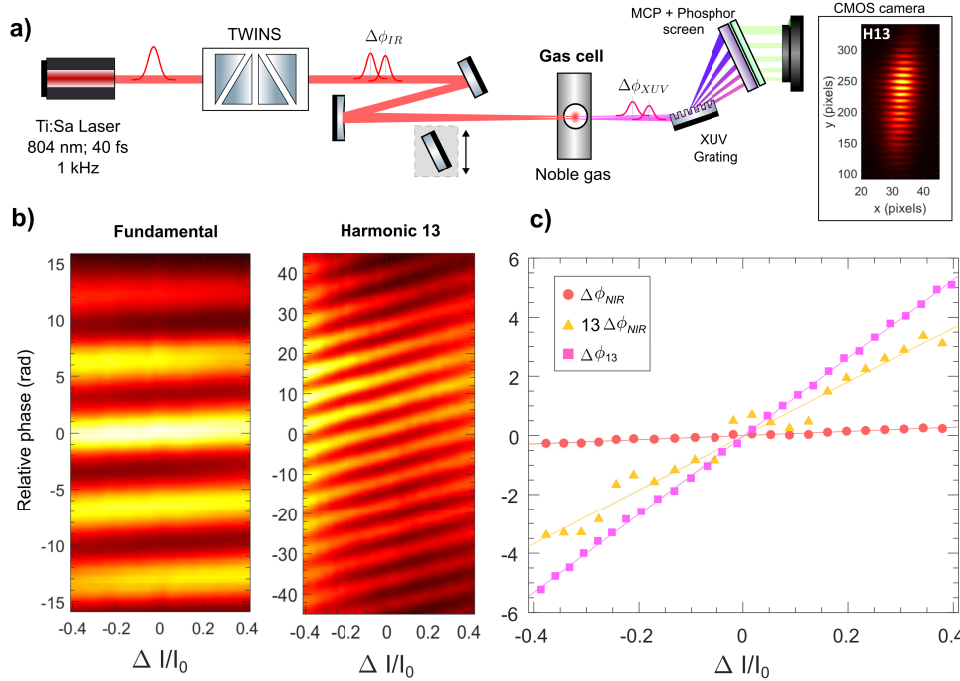 a)
TWINS
Δϕ_IR
Ti:Sa Laser
804 nm; 40 fs
1 kHz
Gas cell
Noble gas
Δϕ_XUV
MCP + Phosphor
screen
XUV
Grating
CMOS camera
H13
y (pixels)
300
250
200
150
100
20
30
40
x (pixels)
b)
Fundamental
Relative phase (rad)
15
10
5
0
-5
-10
-15
-0.4
-0.2
0
0.2
0.4
Δ I/I₀
Harmonic 13
40
30
20
10
0
-10
-20
-30
-40
-0.4
-0.2
0
0.2
0.4
Δ I/I₀
c)
Δϕ_NIR
13 Δϕ_NIR
Δϕ₁₃
6
4
2
0
-2
-4
-6
-0.4
-0.2
0
0.2
0.4
Δ I/I₀